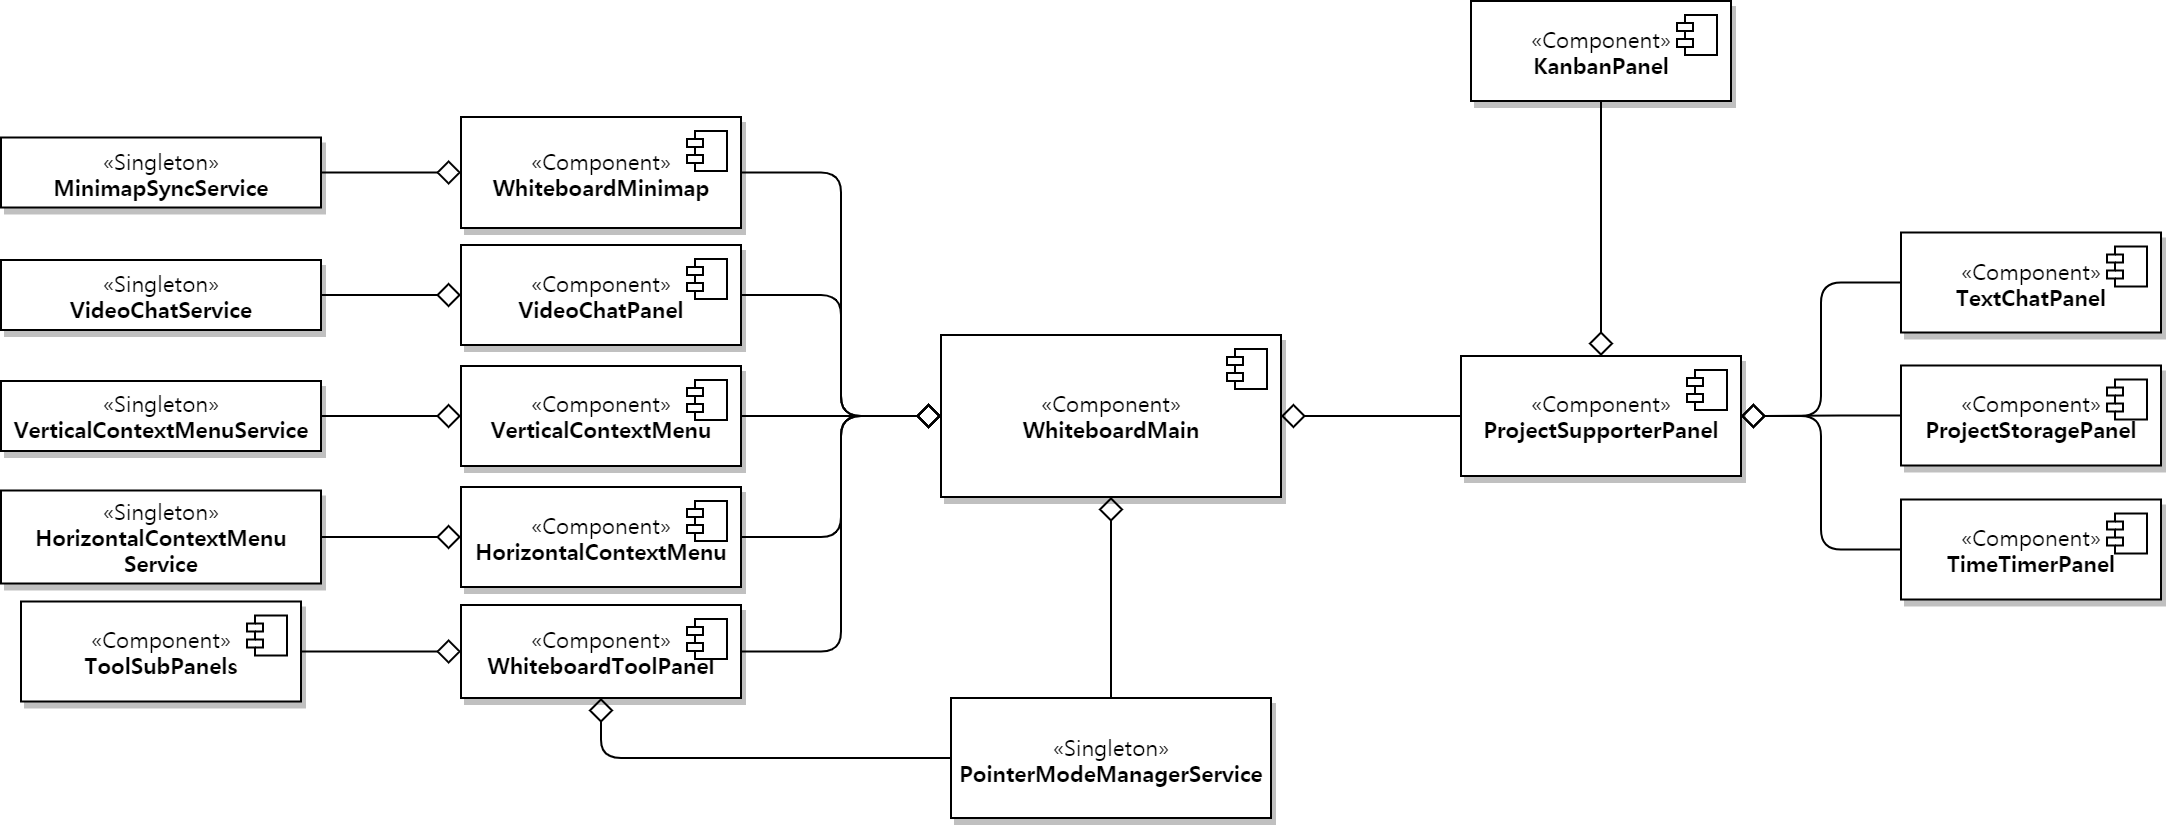 «Component»
KanbanPanel
«Singleton»
MinimapSyncService
«Component»
WhiteboardMinimap
«Singleton»
VideoChatService
«Component»
VideoChatPanel
«Component»
TextChatPanel
«Singleton»
VerticalContextMenuService
«Component»
VerticalContextMenu
«Component»
WhiteboardMain
«Component»
ProjectSupporterPanel
«Component»
ProjectStoragePanel
«Singleton»
HorizontalContextMenu
Service
«Component»
HorizontalContextMenu
«Component»
TimeTimerPanel
«Component»
ToolSubPanels
«Component»
WhiteboardToolPanel
«Singleton»
PointerModeManagerService